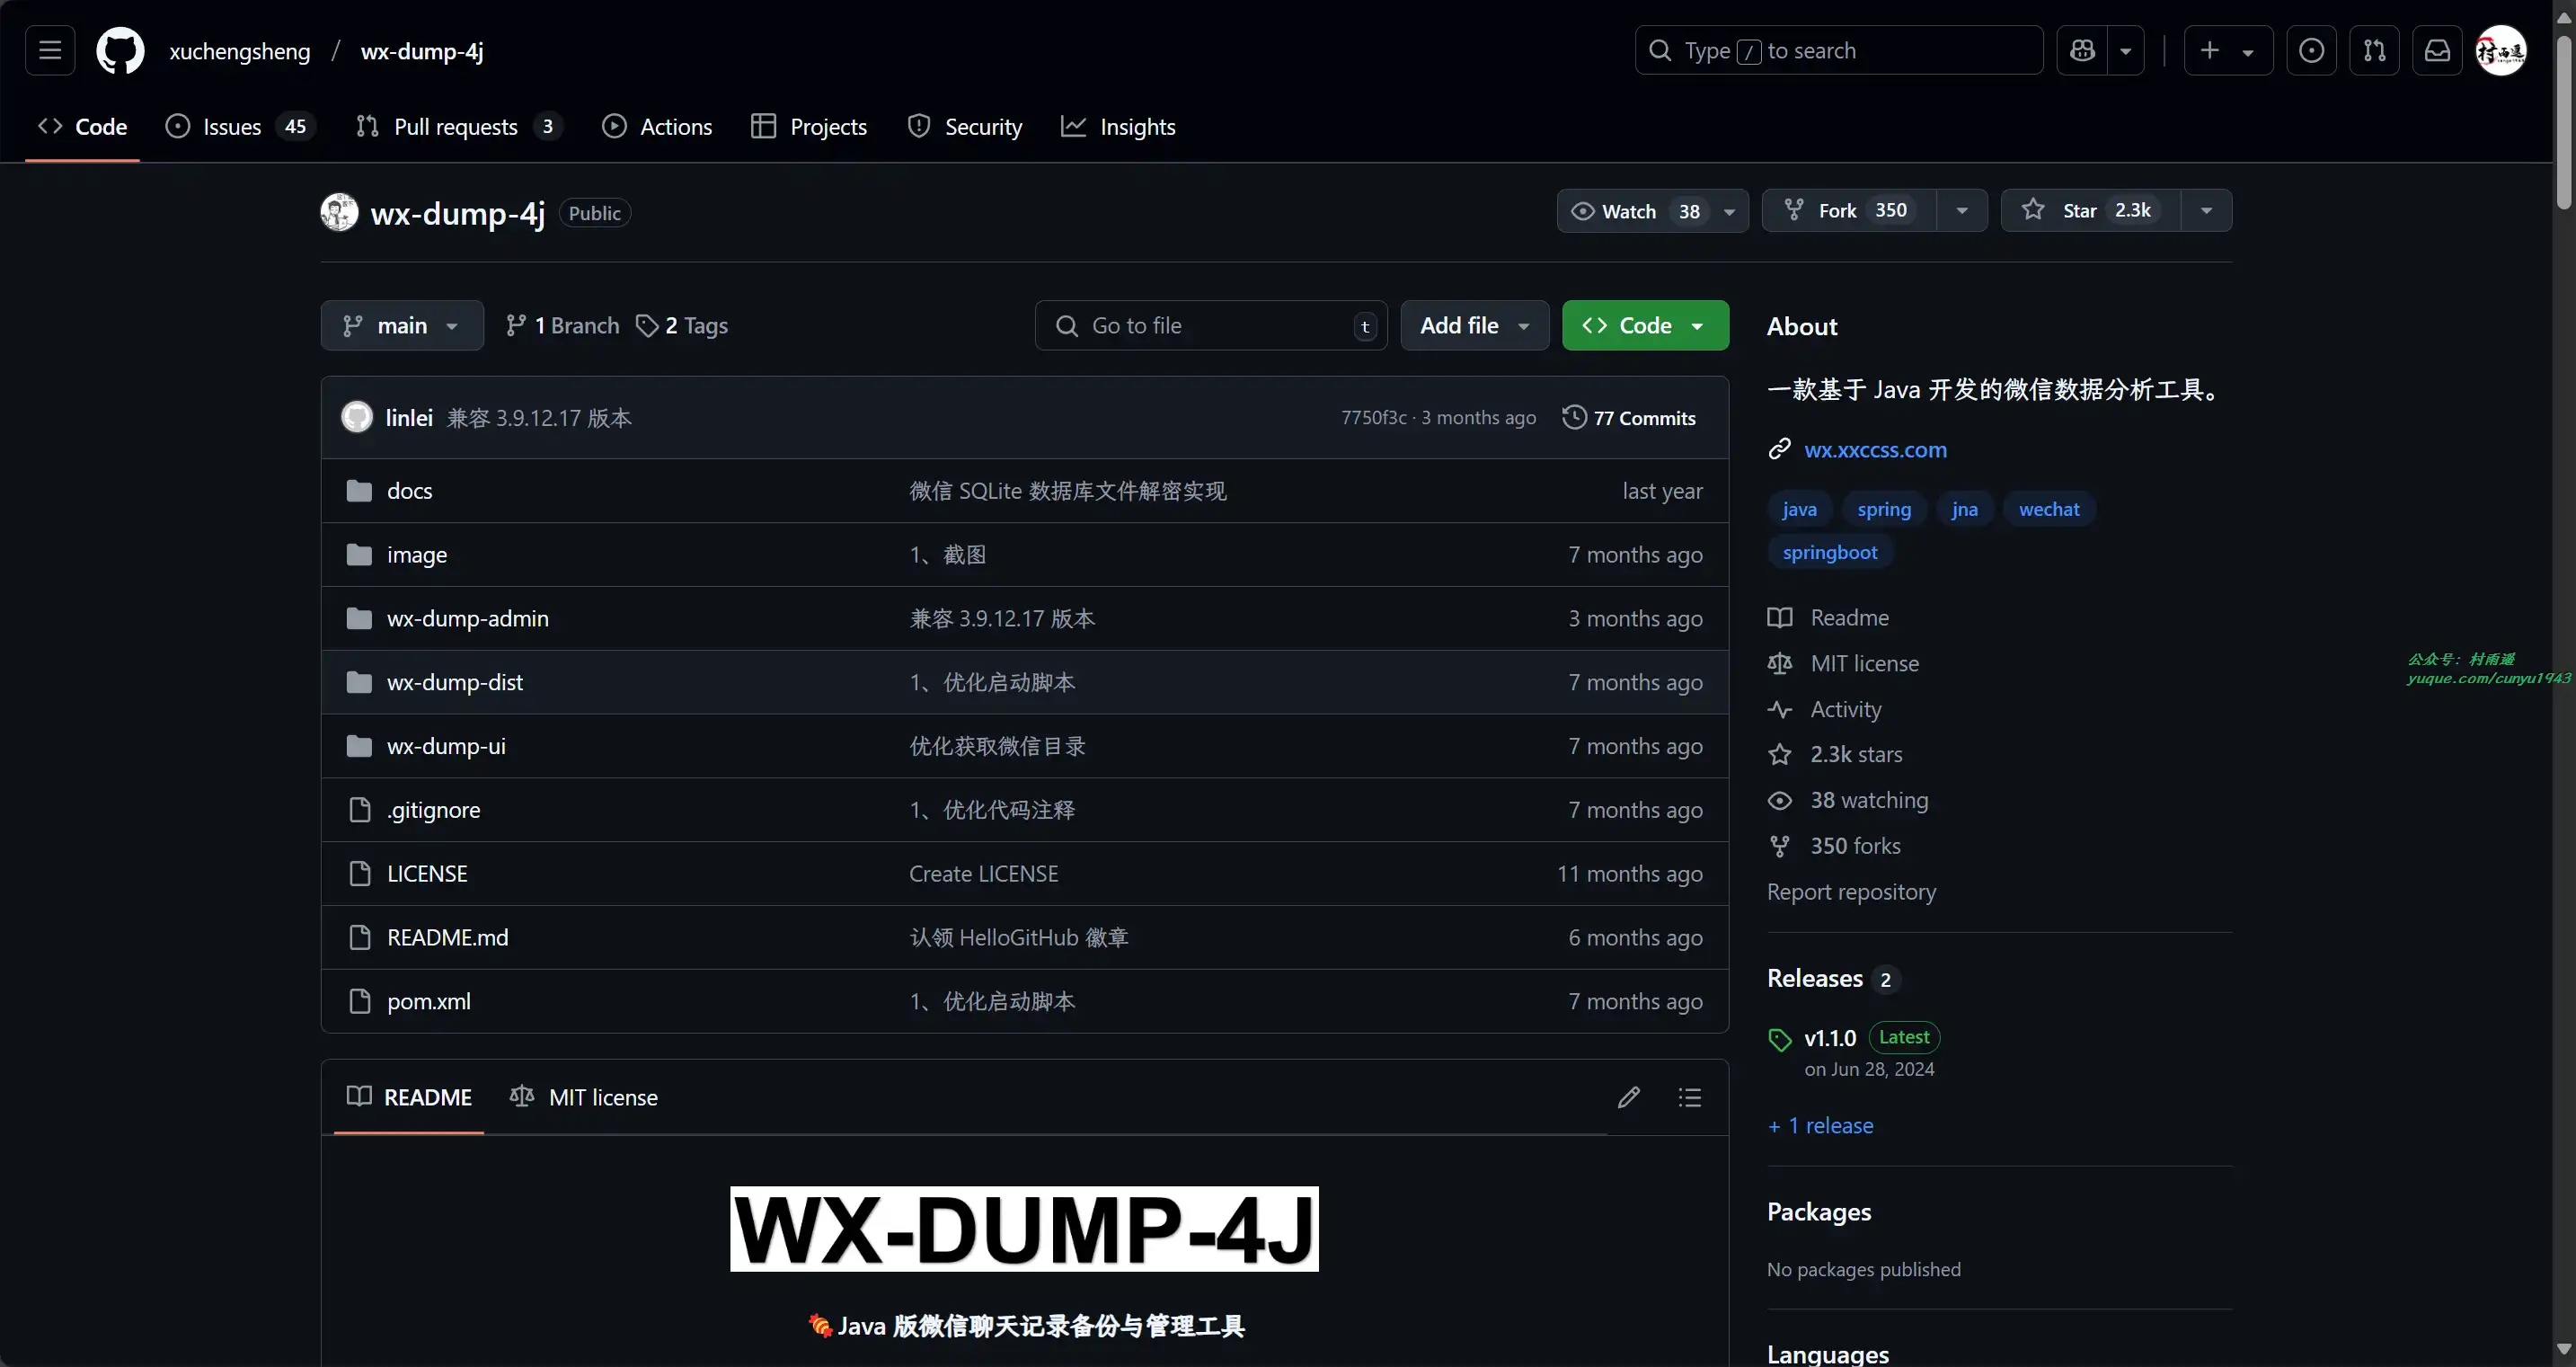 xuchengsheng / wx-dump-4j
Type / to search
Code
Issues 45
Pull requests 3
Actions
Projects
Security
Insights
wx-dump-4j Public
Watch 38
Fork 350
Star 2.3k
main
1 Branch
2 Tags
Go to file t
Add file
Code
linlei 兼容 3.9.12.17 版本 7750f3c · 3 months ago 77 Commits
docs 微信 SQLite 数据库文件解密实现 last year
image 1、截图 7 months ago
wx-dump-admin 兼容 3.9.12.17 版本 3 months ago
wx-dump-dist 1、优化启动脚本 7 months ago
wx-dump-ui 优化获取微信目录 7 months ago
.gitignore 1、优化代码注释 7 months ago
LICENSE Create LICENSE 11 months ago
README.md 认领 HelloGitHub 徽章 6 months ago
pom.xml 1、优化启动脚本 7 months ago
README
MIT license
WX-DUMP-4J
Java 版微信聊天记录备份与管理工具
About
一款基于 Java 开发的微信数据分析工具。
wx.xxccss.com
java spring jna wechat
springboot
Readme
MIT license
Activity
2.3k stars
38 watching
350 forks
Report repository
Releases 2
v1.1.0 Latest
on Jun 28, 2024
+ 1 release
Packages
No packages published
Languages
公众号：村雨遥
yuque.com/cunyu1943